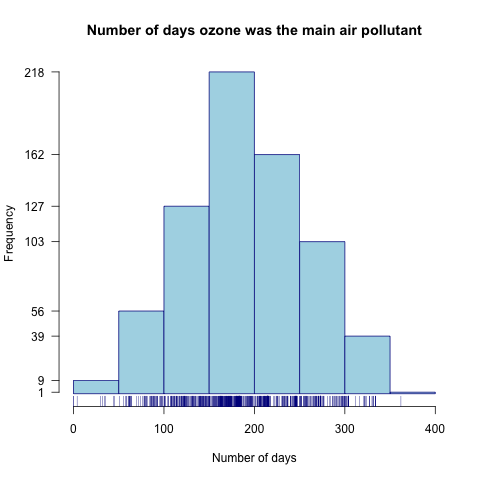 Number of days ozone was the main air pollutant
Frequency
218
162
127
103
56
39
9
1
0 100 200 300 400
Number of days